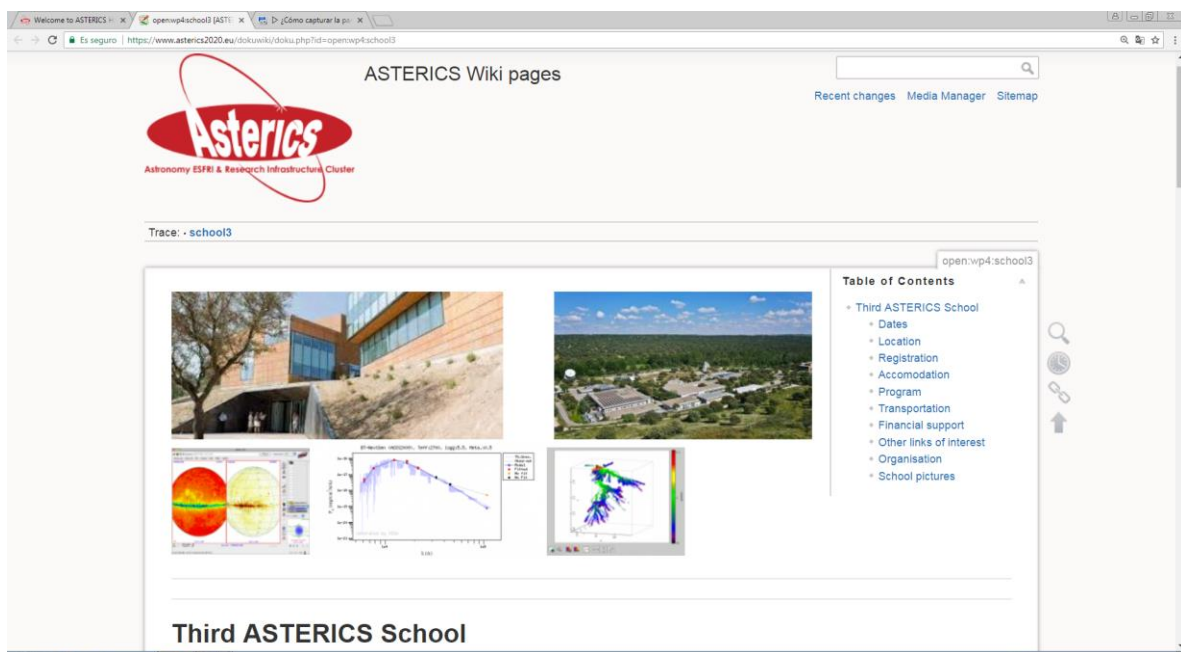 Welcome to ASTERICS H
open:wp4:school3 [ASTE
¿Cómo capturar la pa
Es seguro | https://www.asterics2020.eu/dokuwiki/doku.php?id=open:wp4:school3
ASTERICS Wiki pages
Recent changes Media Manager Sitemap
Asterics
Astronomy ESFRI & Research Infrastructure Cluster
Trace: • school3
open:wp4:school3
Table of Contents
Third ASTERICS School
Dates
Location
Registration
Accomodation
Program
Transportation
Financial support
Other links of interest
Organisation
School pictures
Third ASTERICS School